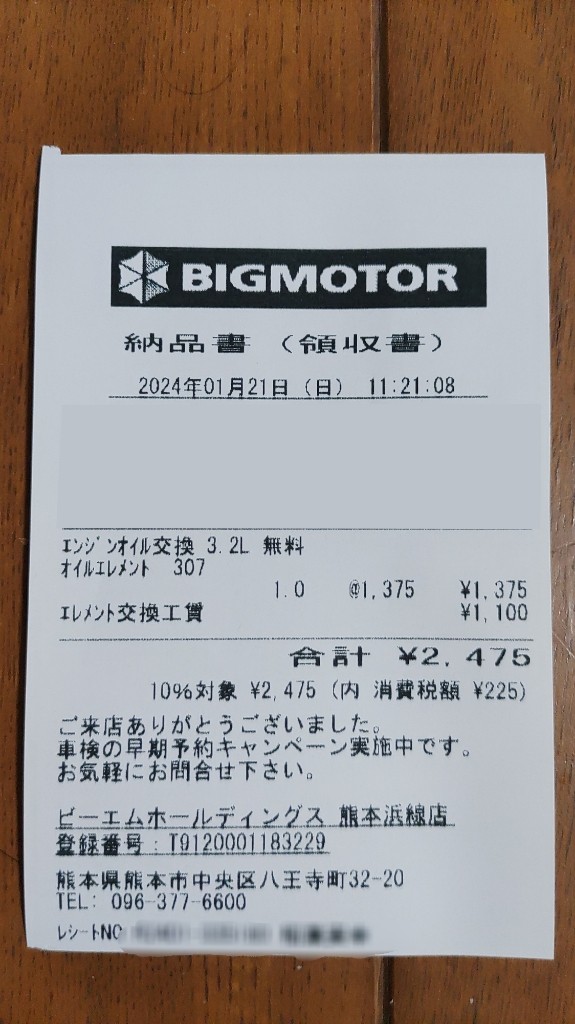 BIGMOTOR
納品書（領収書）
2024年01月21日（日） 11:21:08
ｴﾝｼﾞﾝｵｲﾙ交換 3.2L 無料
ｵｲﾙｴﾚﾒﾝﾄ 307
1.0 @1,375 ¥1,375
ｴﾚﾒﾝﾄ交換工賃 ¥1,100
合計 ¥2,475
10%対象 ¥2,475 (内 消費税額 ¥225)
ご来店ありがとうございました。
車検の早期予約キャンペーン実施中です。
お気軽にお問合せ下さい。
ビーエムホールディングス 熊本浜線店
登録番号：T9120001183229
熊本県熊本市中央区八王寺町32-20
TEL: 096-377-6600
ﾚｼｰﾄNO